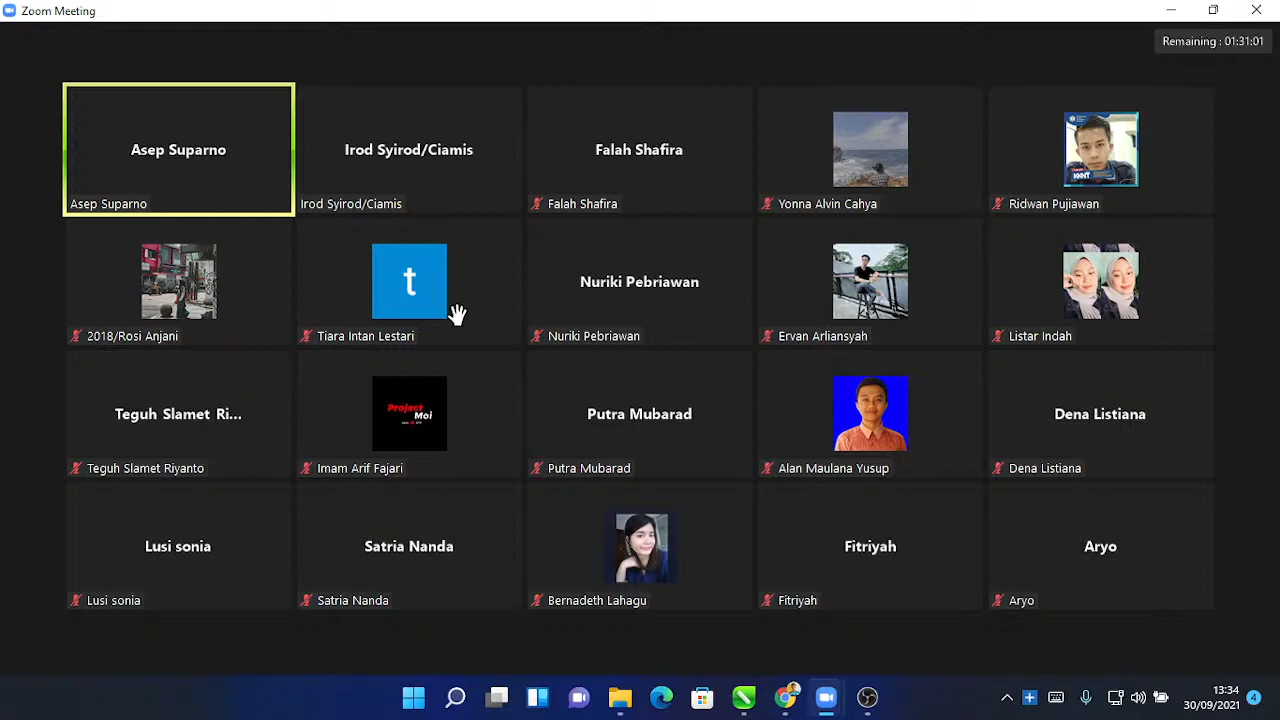 Zoom Meeting
Remaining : 01:31:01
Asep Suparno
Asep Suparno
Irod Syirod/Ciamis
Irod Syirod/Ciamis
Falah Shafira
Falah Shafira
Yonna Alvin Cahya
KKNT
Ridwan Pujiawan
2018/Rosi Anjani
t
Tiara Intan Lestari
Nuriki Pebriawan
Nuriki Pebriawan
Ervan Arliansyah
Listar Indah
Teguh Slamet Ri...
Teguh Slamet Riyanto
Project
Moi
Imam Arif Fajari
Putra Mubarad
Putra Mubarad
Alan Maulana Yusup
Dena Listiana
Dena Listiana
Lusi sonia
Lusi sonia
Satria Nanda
Satria Nanda
Bernadeth Lahagu
Fitriyah
Fitriyah
Aryo
Aryo
13:34
30/09/2021
4